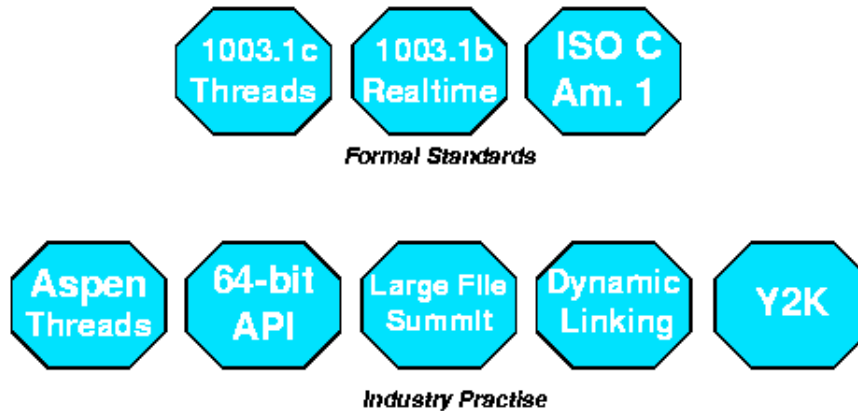 1003.1c
Threads
1003.1b
Realtime
ISO C
Am. 1
Formal Standards
Aspen
Threads
64-bit
API
Large File
Summit
Dynamic
Linking
Y2K
Industry Practise